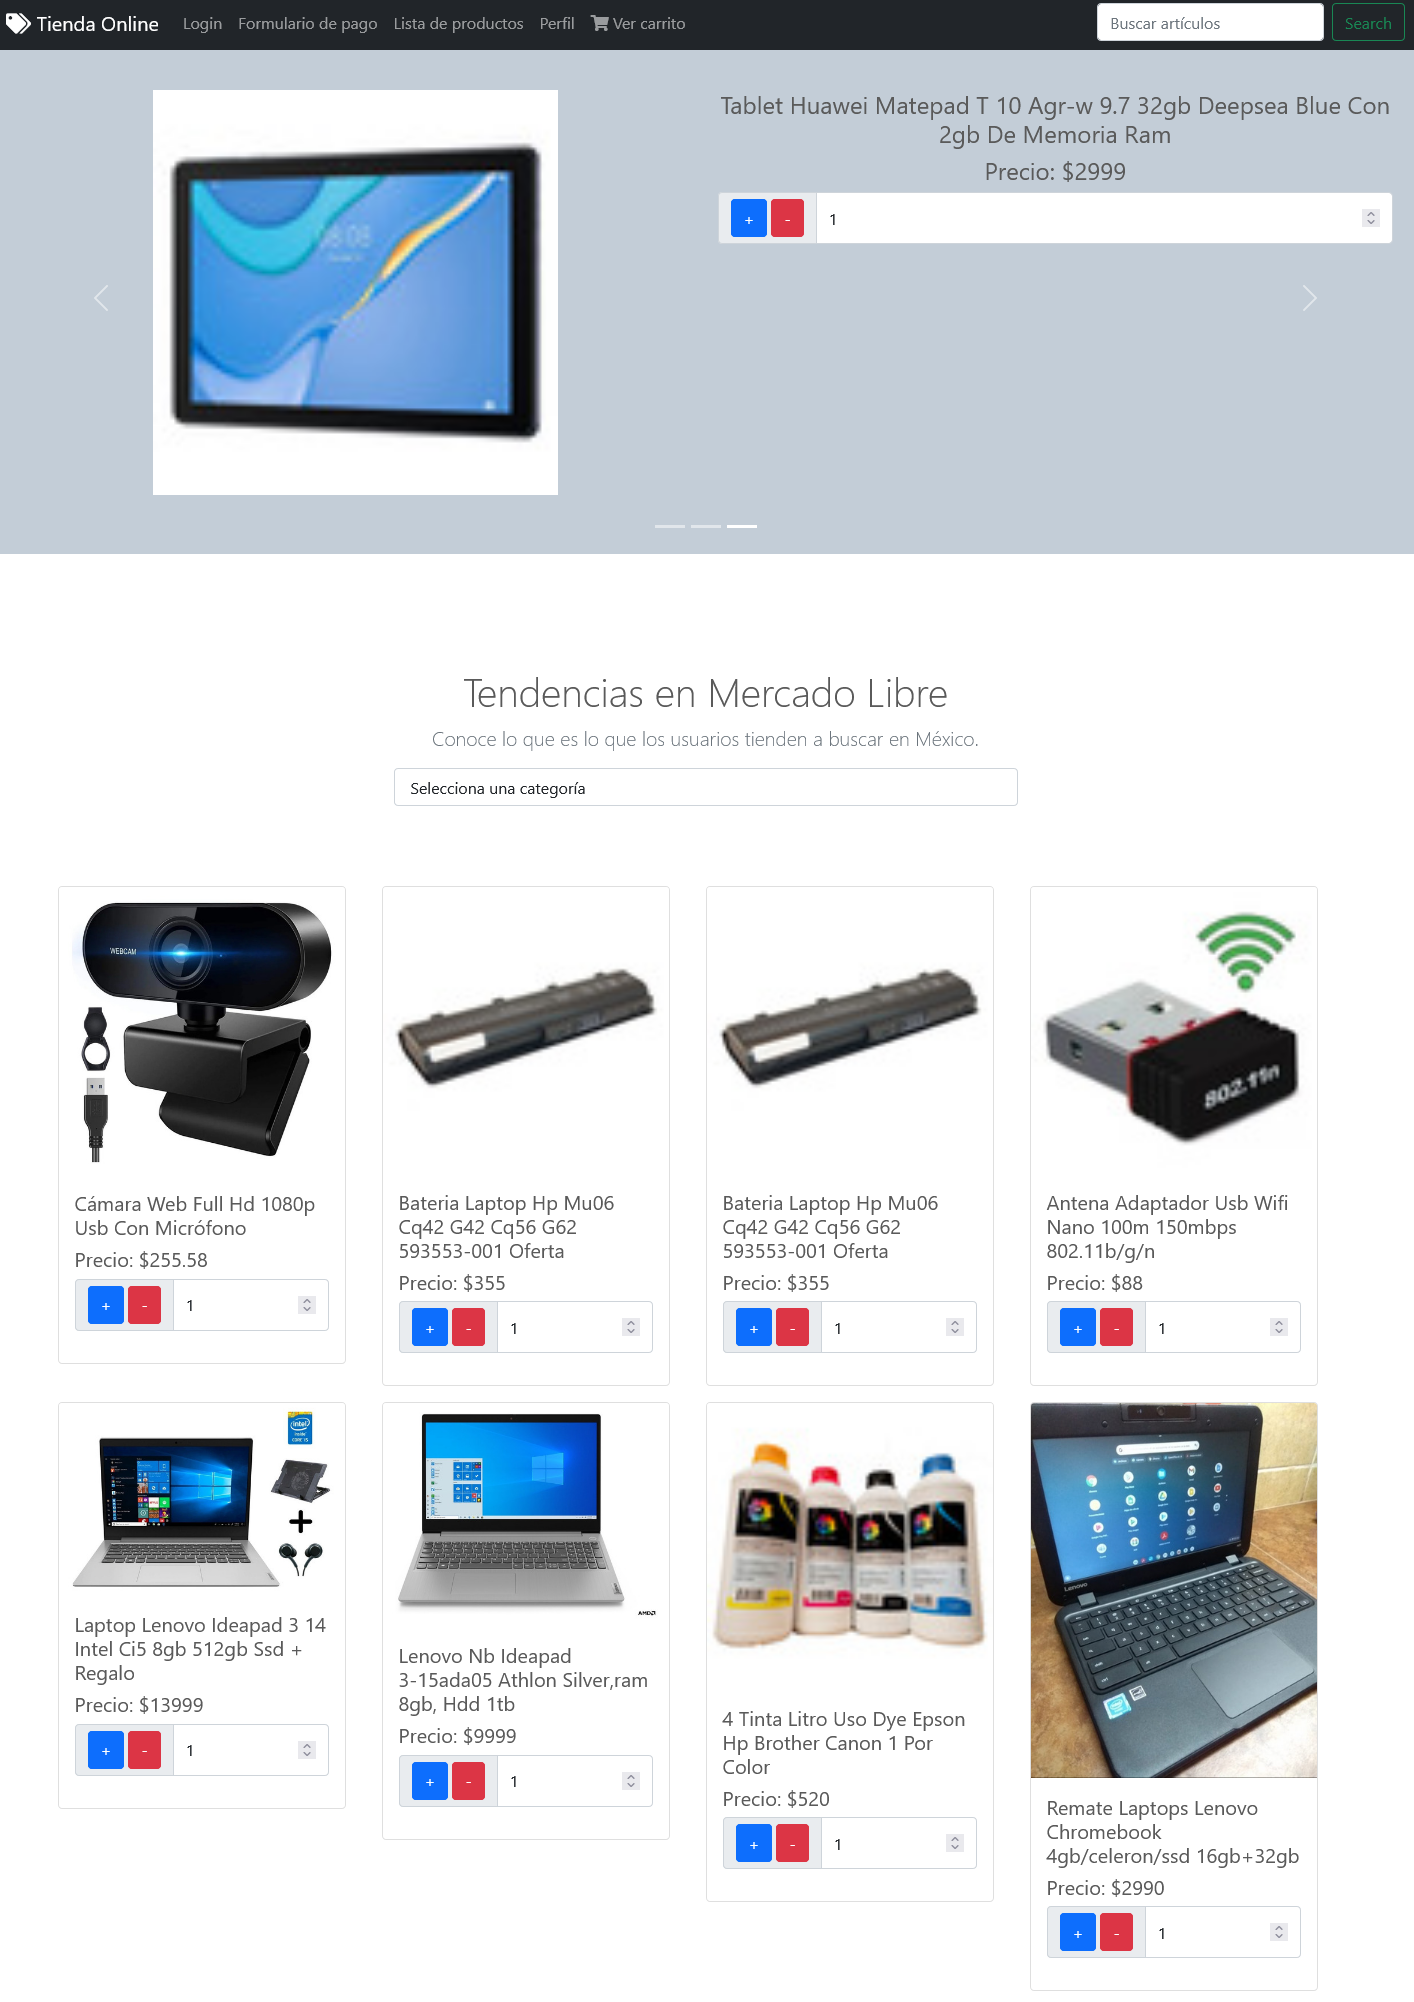 Tienda Online Login Formulario de pago Lista de productos Perfil Ver carrito Buscar artículos Search
08:08
Tablet Huawei Matepad T 10 Agr-w 9.7 32gb Deepsea Blue Con
2gb De Memoria Ram
Precio: $2999
+ - 1
Tendencias en Mercado Libre
Conoce lo que es lo que los usuarios tienden a buscar en México.
Selecciona una categoría
WEBCAM
Cámara Web Full Hd 1080p
Usb Con Micrófono
Precio: $255.58
+ - 1
Bateria Laptop Hp Mu06
Cq42 G42 Cq56 G62
593553-001 Oferta
Precio: $355
+ - 1
Bateria Laptop Hp Mu06
Cq42 G42 Cq56 G62
593553-001 Oferta
Precio: $355
+ - 1
802.11n
Antena Adaptador Usb Wifi
Nano 100m 150mbps
802.11b/g/n
Precio: $88
+ - 1
intel
Laptop Lenovo Ideapad 3 14
Intel Ci5 8gb 512gb Ssd +
Regalo
Precio: $13999
+ - 1
AMD
Lenovo Nb Ideapad
3-15ada05 Athlon Silver,ram
8gb, Hdd 1tb
Precio: $9999
+ - 1
4 Tinta Litro Uso Dye Epson
Hp Brother Canon 1 Por
Color
Precio: $520
+ - 1
Lenovo
intel
Remate Laptops Lenovo
Chromebook
4gb/celeron/ssd 16gb+32gb
Precio: $2990
+ - 1